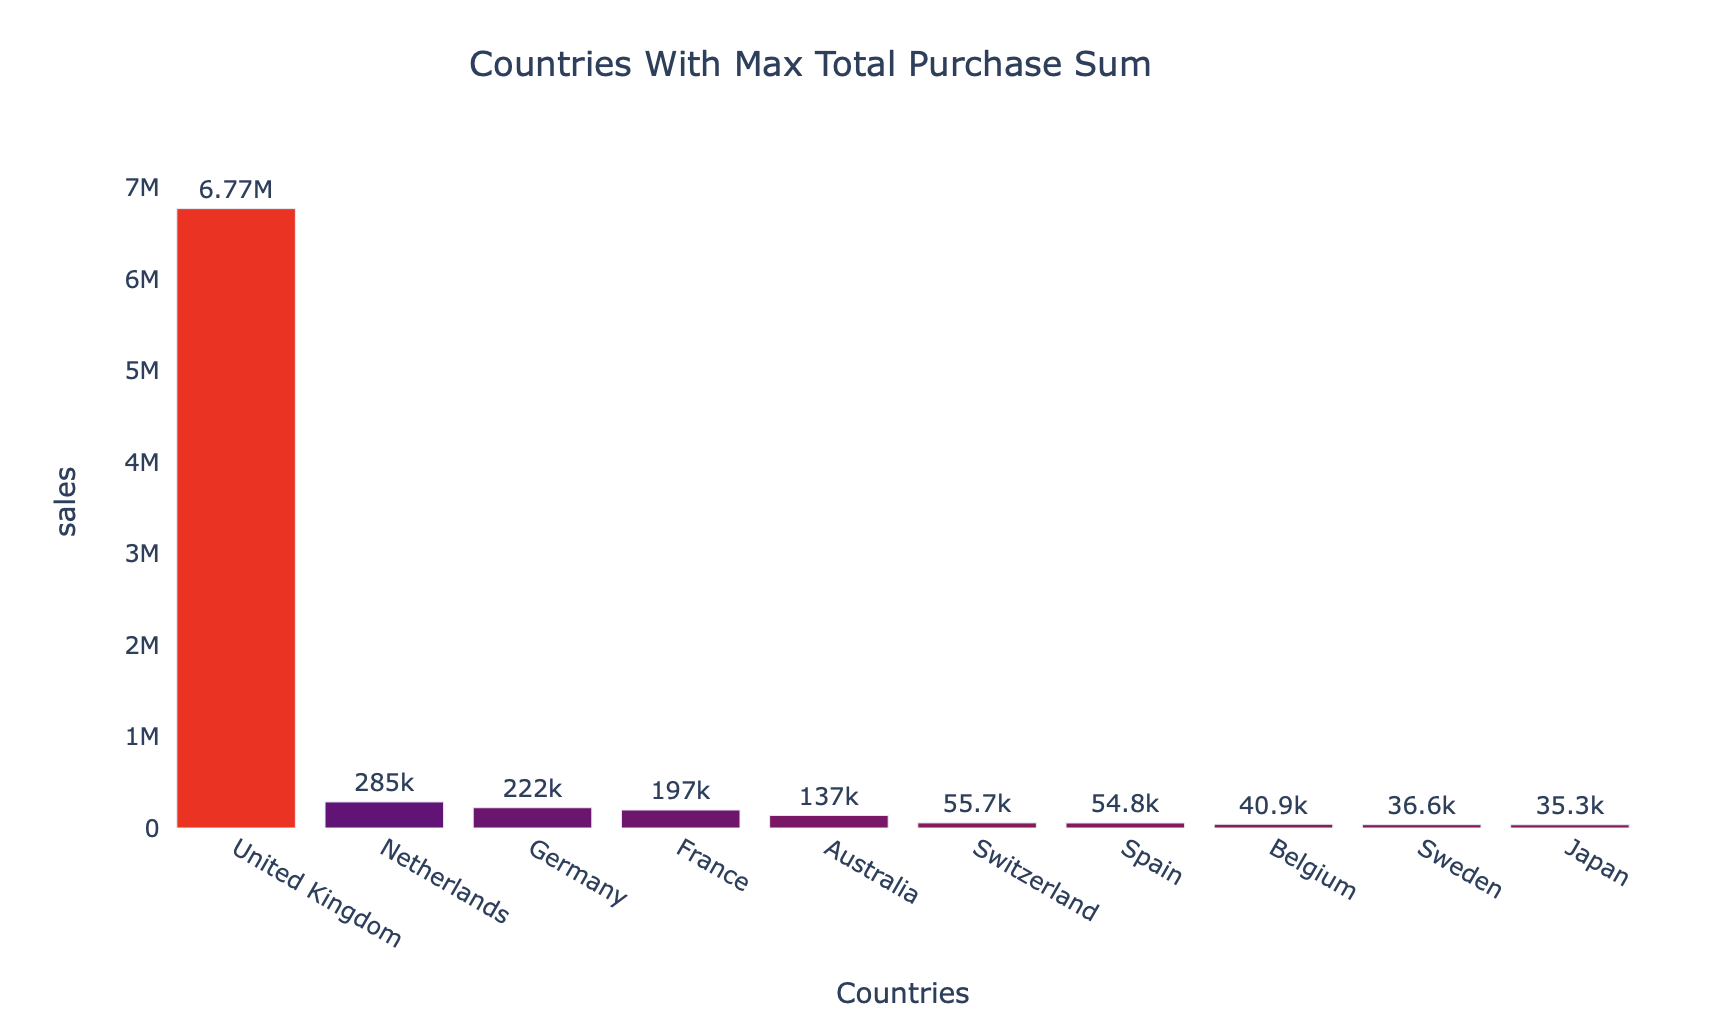 Countries With Max Total Purchase Sum
sales
7M
6M
5M
4M
3M
2M
1M
0
6.77M
285k
222k
197k
137k
55.7k
54.8k
40.9k
36.6k
35.3k
United Kingdom
Netherlands
Germany
France
Australia
Switzerland
Spain
Belgium
Sweden
Japan
Countries